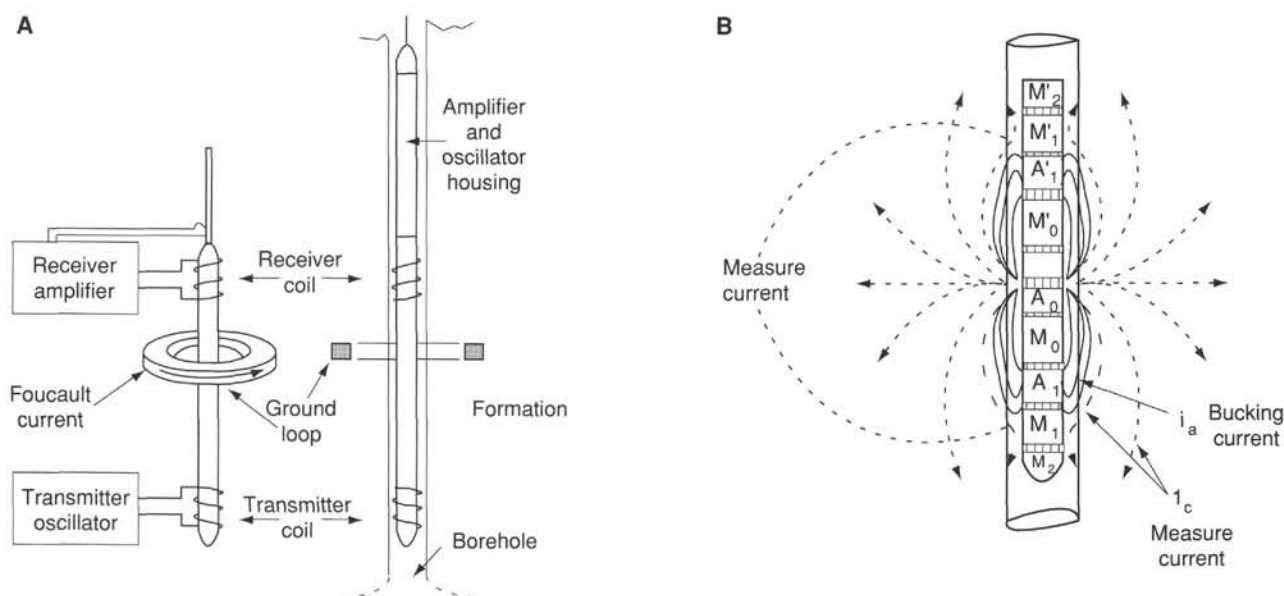 A
Amplifier
and
oscillator
housing
Receiver
amplifier
Receiver
coil
Foucault
current
Ground
loop
Formation
Transmitter
oscillator
Transmitter
coil
Borehole
B
M'2
M'1
A'1
M'0
Measure
current
A0
M0
A1
M1
M2
ia Bucking
current
1c
Measure
current